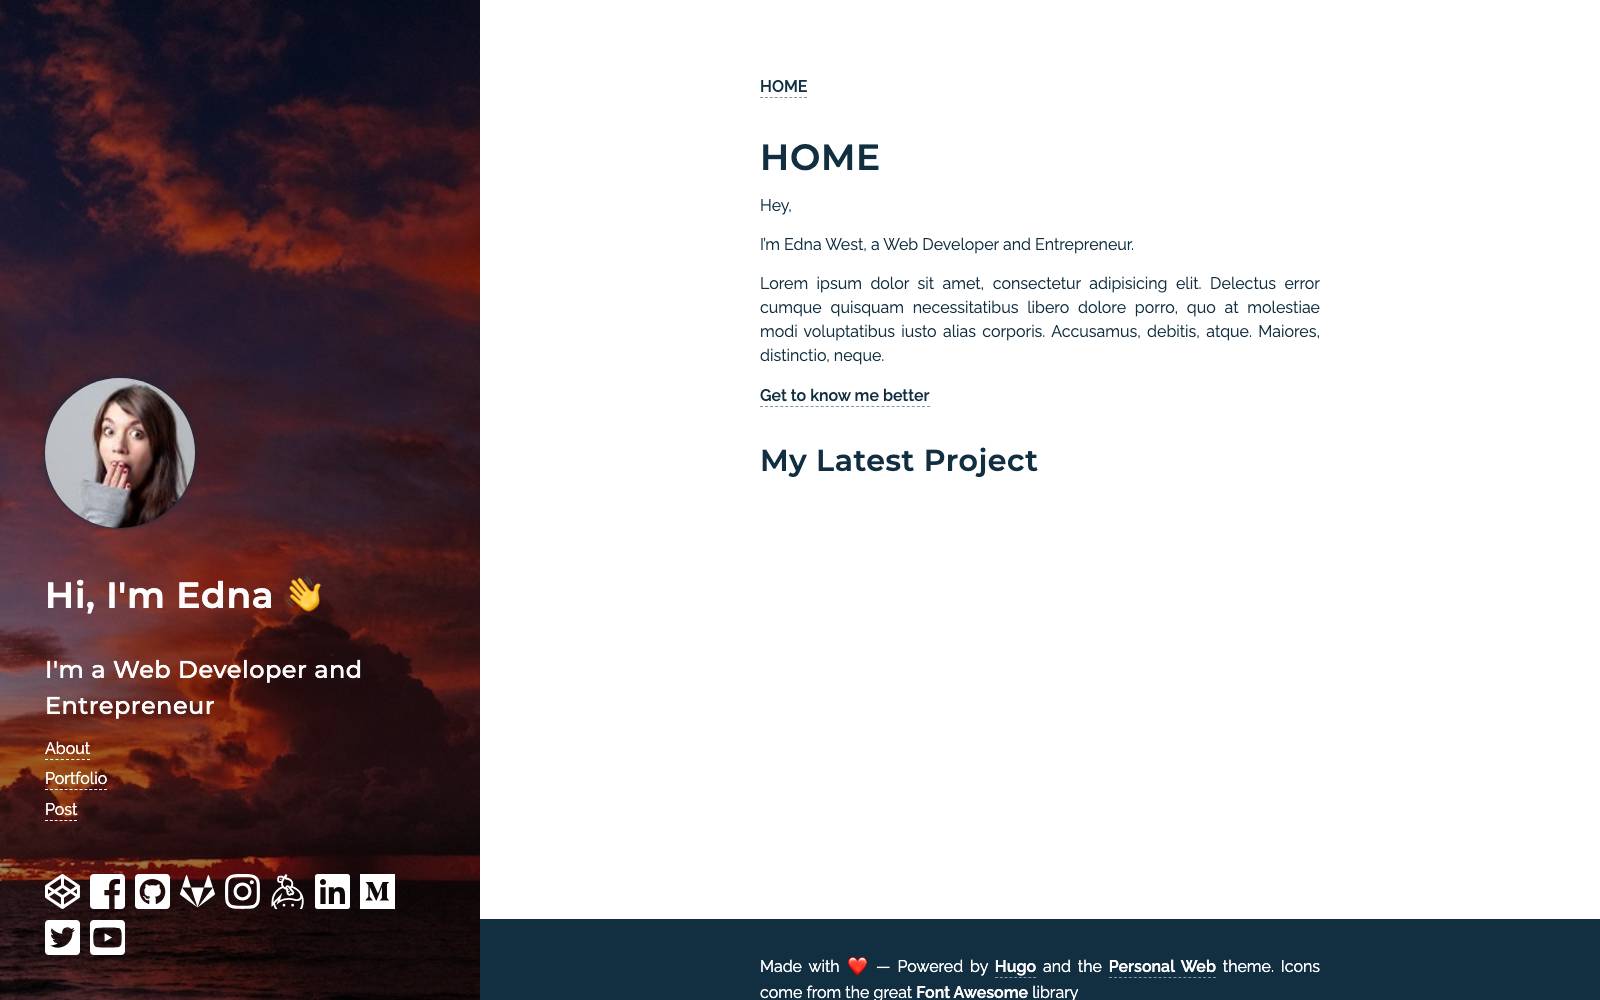 Hi, I'm Edna 👋
I'm a Web Developer and
Entrepreneur
About
Portfolio
Post
HOME
HOME
Hey,
I'm Edna West, a Web Developer and Entrepreneur.
Lorem ipsum dolor sit amet, consectetur adipisicing elit. Delectus error
cumque quisquam necessitatibus libero dolore porro, quo at molestiae
modi voluptatibus iusto alias corporis. Accusamus, debitis, atque. Maiores,
distinctio, neque.
Get to know me better
My Latest Project
Made with ❤️ — Powered by Hugo and the Personal Web theme. Icons
come from the great Font Awesome library